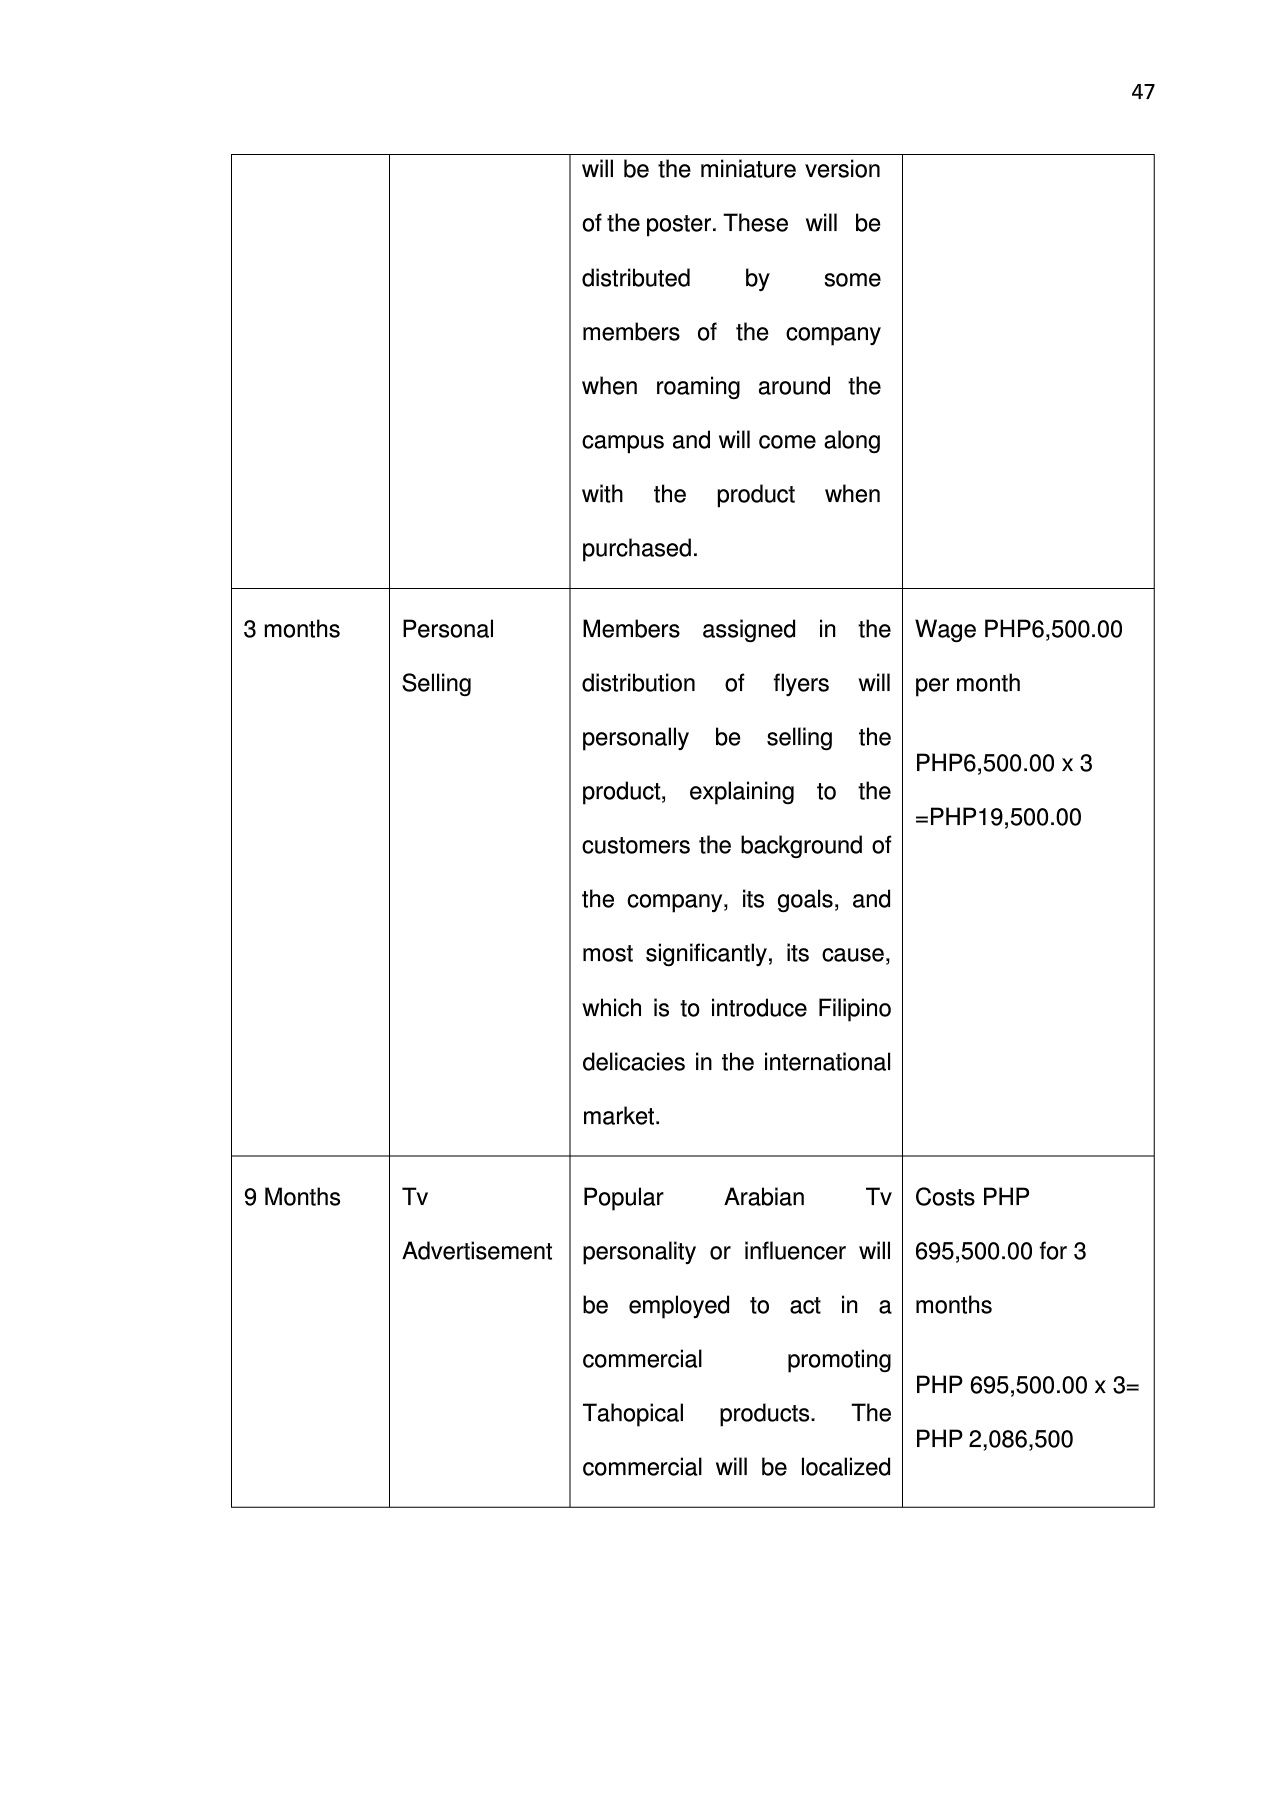 47
will be the miniature version
of the poster. These will be
distributed by some
members of the company
when roaming around the
campus and will come along
with the product when
purchased.
3 months
Personal
Selling
Members assigned in the
distribution of flyers will
personally be selling the
product, explaining to the
customers the background of
the company, its goals, and
most significantly, its cause,
which is to introduce Filipino
delicacies in the international
market.
Wage PHP6,500.00
per month
PHP6,500.00 x 3
=PHP19,500.00
9 Months
Tv
Advertisement
Popular Arabian Tv
personality or influencer will
be employed to act in a
commercial promoting
Tahopical products. The
commercial will be localized
Costs PHP
695,500.00 for 3
months
PHP 695,500.00 x 3=
PHP 2,086,500